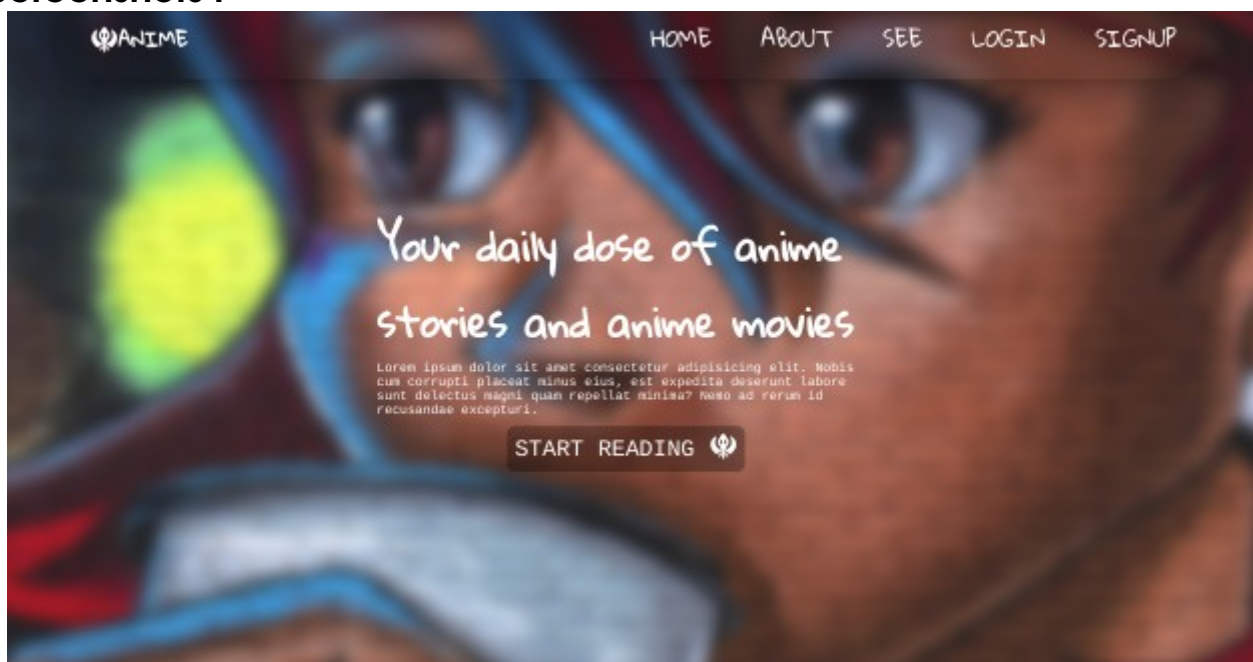 ANIME
HOME ABOUT SEE LOGIN SIGNUP
Your daily dose of anime
stories and anime movies
Lorem ipsum dolor sit amet consectetur adipisicing elit. Nobis
cum corrupti placeat minus eius, est expedita deserunt labore
sunt delectus magni quam repellat minima? Nemo ad rerum id
recusandae excepturi.
START READING